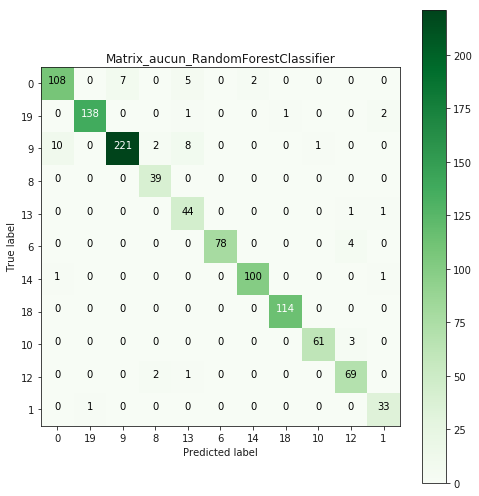 Matrix_aucun_RandomForestClassifier
0 108 0 7 0 5 0 2 0 0 0 0
19 0 138 0 0 1 0 0 1 0 0 2
9 10 0 221 2 8 0 0 0 1 0 0
8 0 0 0 39 0 0 0 0 0 0 0
13 0 0 0 0 44 0 0 0 0 1 1
6 0 0 0 0 0 78 0 0 0 4 0
14 1 0 0 0 0 0 100 0 0 0 1
18 0 0 0 0 0 0 0 114 0 0 0
10 0 0 0 0 0 0 0 0 61 3 0
12 0 0 0 2 1 0 0 0 0 69 0
1 0 1 0 0 0 0 0 0 0 0 33
0 19 9 8 13 6 14 18 10 12 1
Predicted label
True label
200
175
150
125
100
75
50
25
0